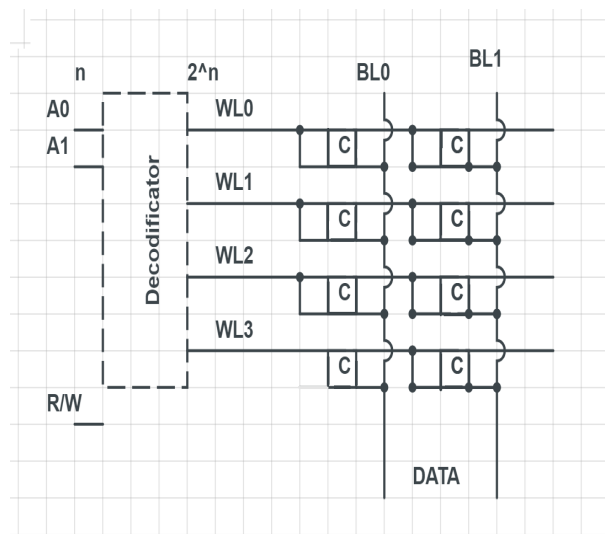 BL1
n 2^n BL0
A0 WL0
A1 C C
WL1
Decodificator
C C
WL2
C C
WL3
C C
R/W
DATA